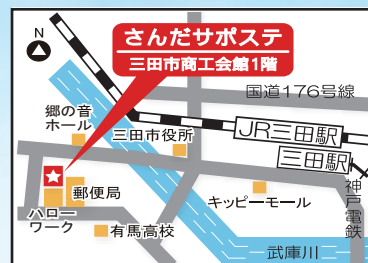 N
さんだサポステ
三田市商工会館1階
国道176号線
郷の音
ホール
三田市役所
JR三田駅
三田駅
神戸電鉄
郵便局
ハロー
ワーク
キッピーモール
有馬高校
武庫川